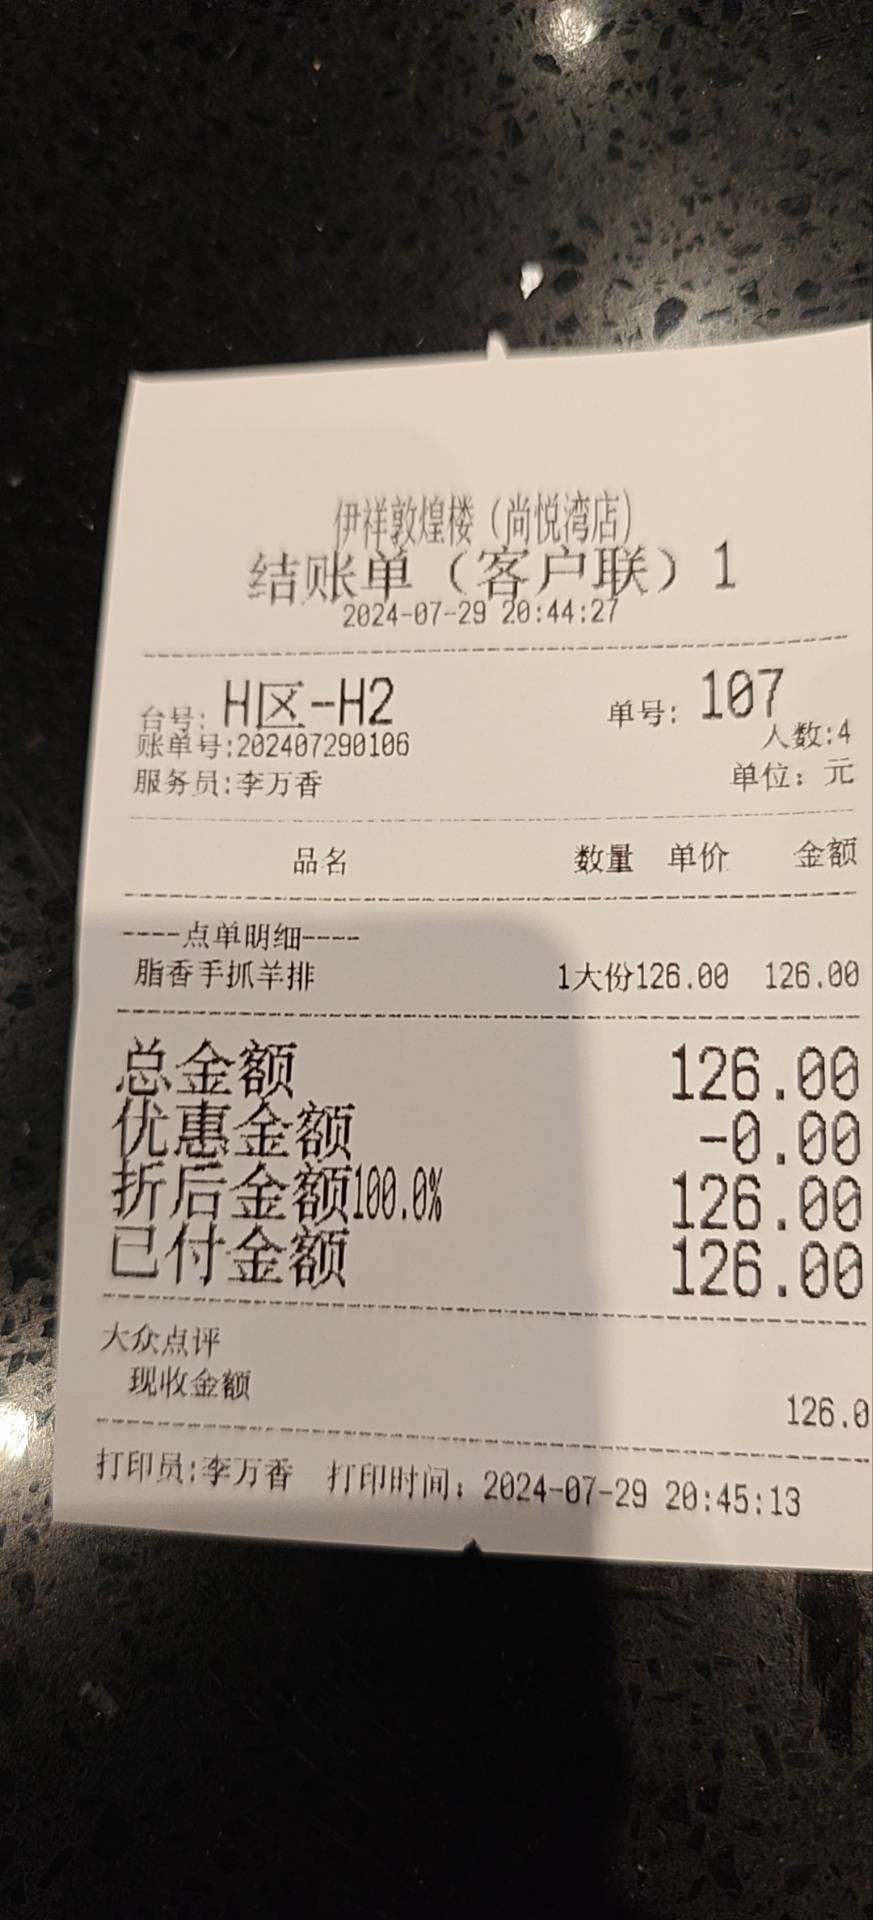 伊祥敦煌楼（尚悦湾店）
结账单（客户联）1
2024-07-29 20:44:27
台号: H区-H2 单号: 107
人数:4
账单号:202407290106
服务员:李万香 单位: 元
品名 数量 单价 金额
----点单明细----
脂香手抓羊排 1大份126.00 126.00
总金额 126.00
优惠金额 -0.00
折后金额100.0% 126.00
已付金额 126.00
大众点评
现收金额 126.0
打印员:李万香 打印时间: 2024-07-29 20:45:13